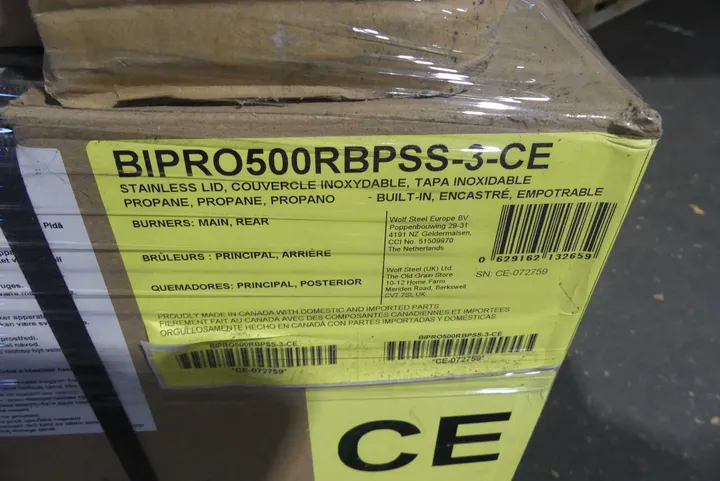 BIPRO500RBPSS-3-CE
STAINLESS LID, COUVERCLE INOXYDABLE, TAPA INOXIDABLE
PROPANE, PROPANE, PROPANO - BUILT-IN, ENCASTRÉ, EMPOTRABLE
BURNERS: MAIN, REAR
BRÛLEURS : PRINCIPAL, ARRIÈRE
QUEMADORES: PRINCIPAL, POSTERIOR
Wolf Steel Europe BV
Poppenbouwing 29-31
4191 NZ Geldermalsen,
CCI No. 51509970
The Netherlands
Wolf Steel (UK) Ltd.
The Old Grain Store
10-12 Home Farm
Meriden Road, Berkswell
CV7 7SL UK
0 629162 132659
SN: CE-072759
PROUDLY MADE IN CANADA WITH DOMESTIC AND IMPORTED PARTS
FIEREMENT FAIT AU CANADA AVEC DES COMPOSANTES CANADIENNES ET IMPORTEES
ORGULLOSAMENTE HECHO EN CANADÁ CON PARTES IMPORTADAS Y DOMÉSTICAS
BIPRO500RBPSS-3-CE
*CE-072759*
BIPRO500RBPSS-3-CE
*CE-072759*
CE
Pidä